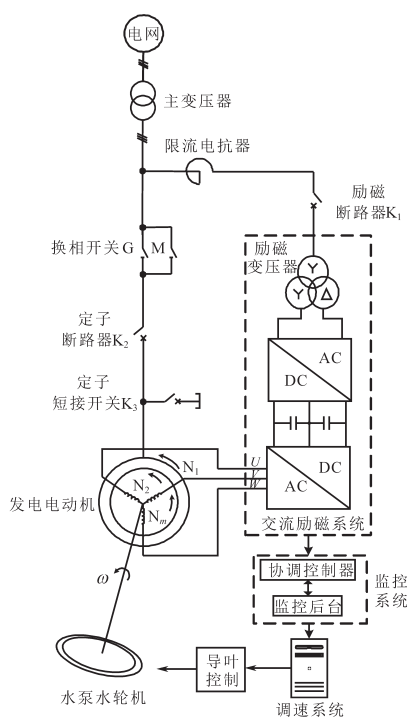 电网
主变压器
限流电抗器
励磁
断路器K1
换相开关G M
励磁
变压器
Y
Y Δ
定子
断路器K2
AC
DC
定子
短接开关K3
N1
U
V
W
DC
AC
N2
Nm
发电电动机
交流励磁系统
ω
协调控制器
监控后台
监控
系统
导叶
控制
水泵水轮机
调速系统